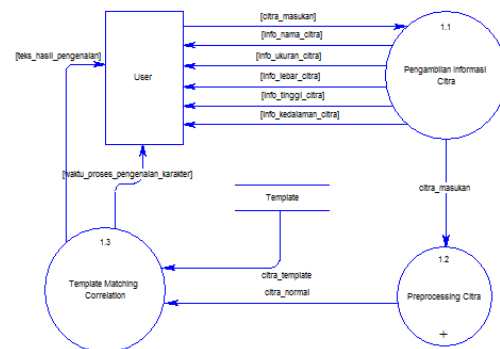 [citra_masukan]
1.1
[info_nama_citra]
[teks_hasil_pengenalan]
[info_ukuran_citra]
User
Pengambilan Informasi
Citra
[info_lebar_citra]
[info_tinggi_citra]
[info_kedalaman_citra]
[waktu_proses_pengenalan_karakter]
citra_masukan
Template
1.3
1.2
citra_template
Template Matching
Correlation
citra_normal
Preprocessing Citra
+